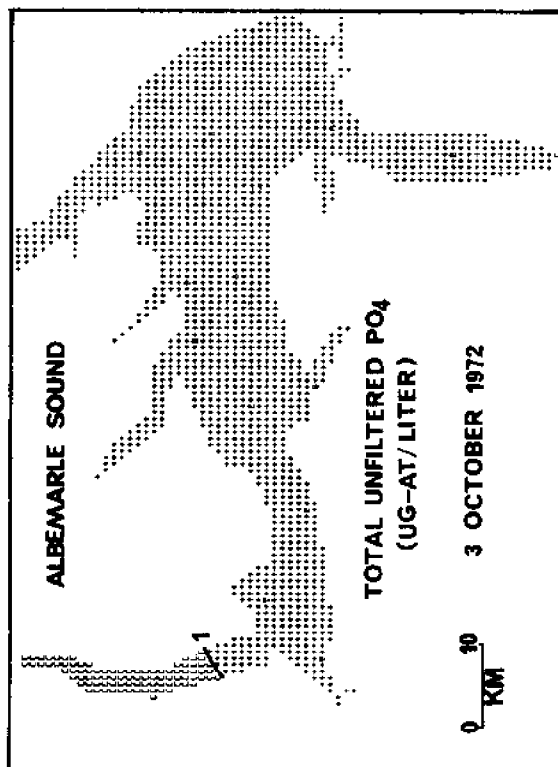 ALBEMARLE SOUND
1
TOTAL UNFILTERED PO4
(UG-AT/LITER)
3 OCTOBER 1972
0 10
KM